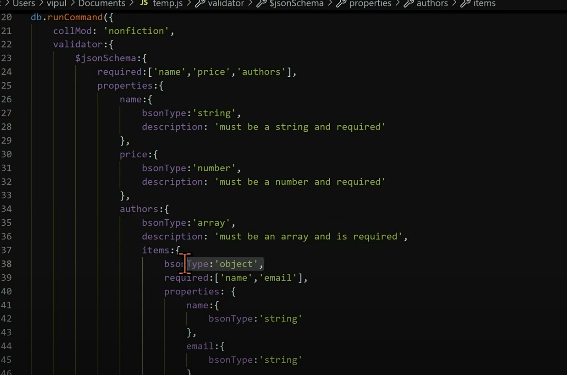 Users > vipul > Documents > JS temp.js > validator > $jsonSchema > properties > authors > items
20 db.runCommand({
21 collMod: 'nonfiction',
22 validator:{
23 $jsonSchema:{
24 required:['name','price','authors'],
25 properties:{
26 name:{
27 bsonType:'string',
28 description: 'must be a string and required'
29 },
30 price:{
31 bsonType:'number',
32 description: 'must be a number and required'
33 },
34 authors:{
35 bsonType:'array',
36 description: 'must be an array and is required',
37 items:{
38 bsonType:'object',
39 required:['name','email'],
40 properties: {
41 name:{
42 bsonType:'string'
43 },
44 email:{
45 bsonType:'string'
46 }